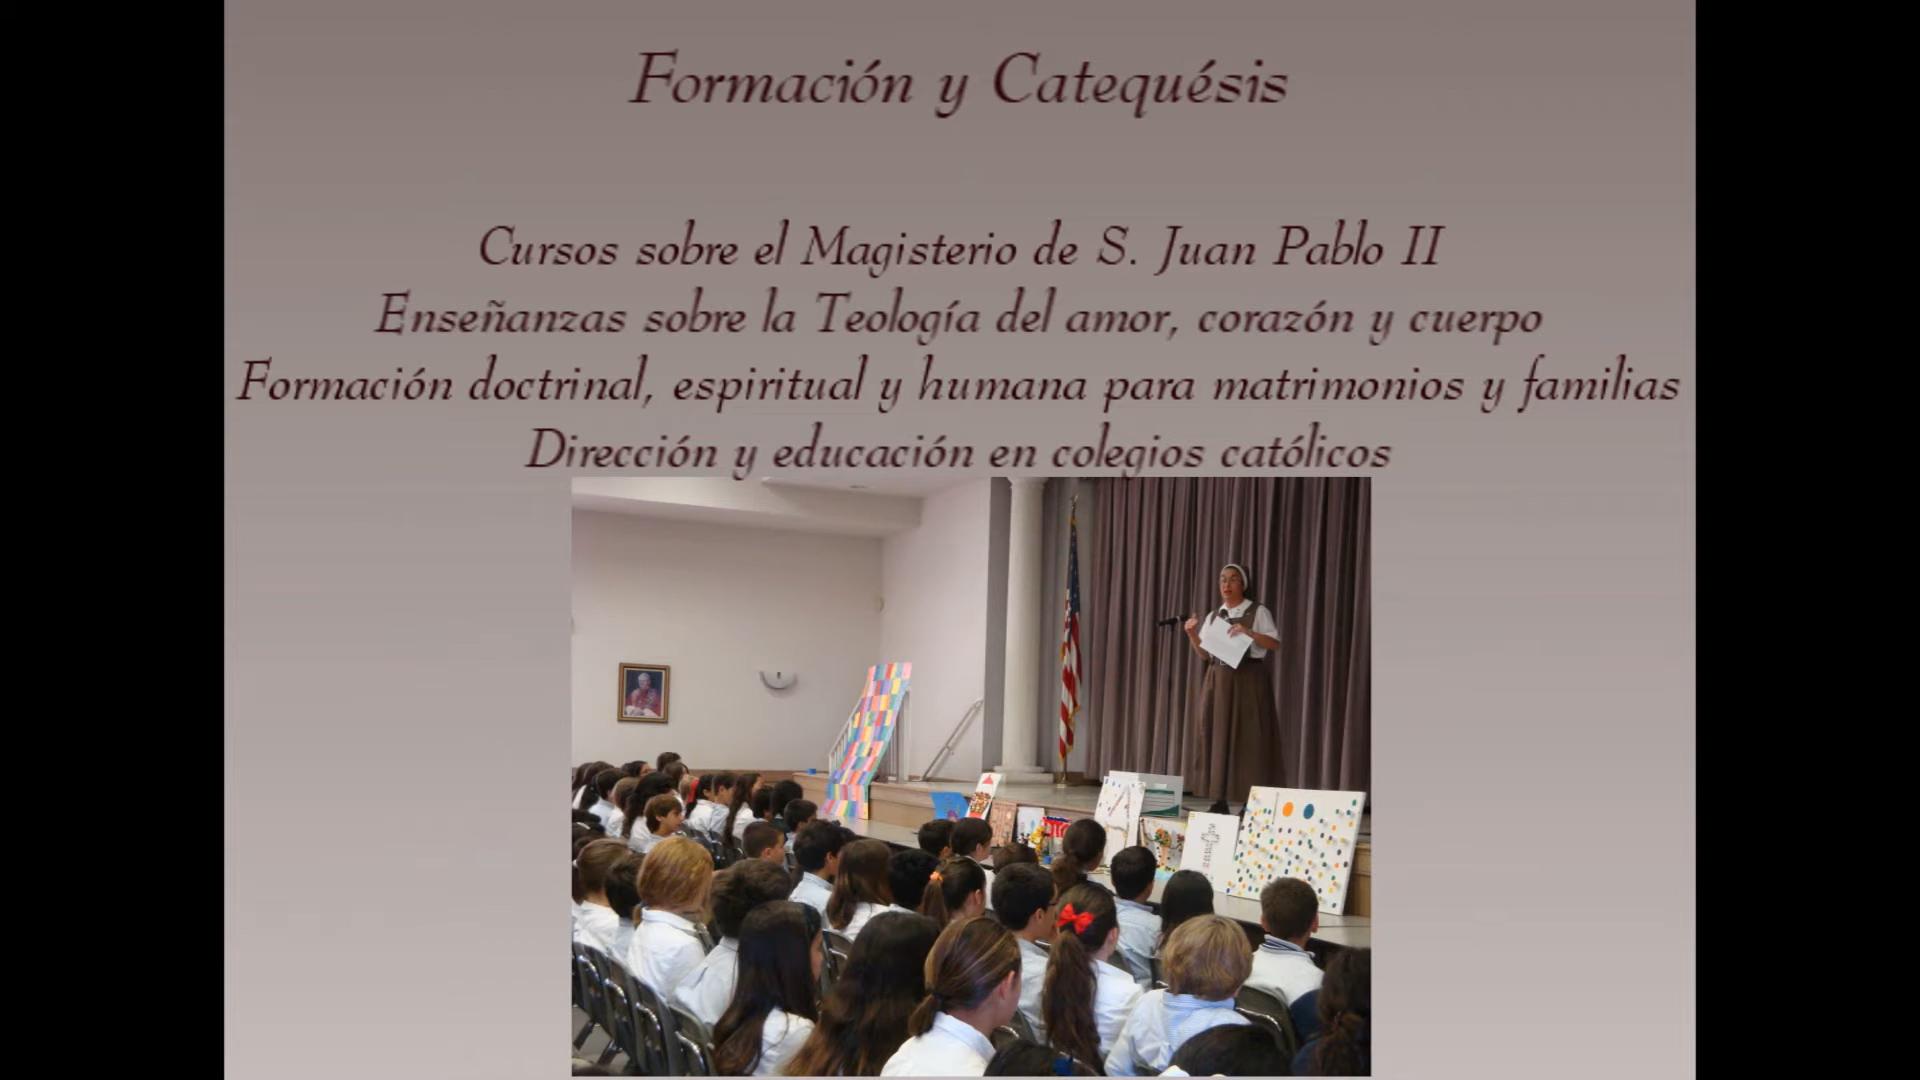 Formación y Catequésis
Cursos sobre el Magisterio de S. Juan Pablo II
Enseñanzas sobre la Teología del amor, corazón y cuerpo
Formación doctrinal, espiritual y humana para matrimonios y familias
Dirección y educación en colegios católicos